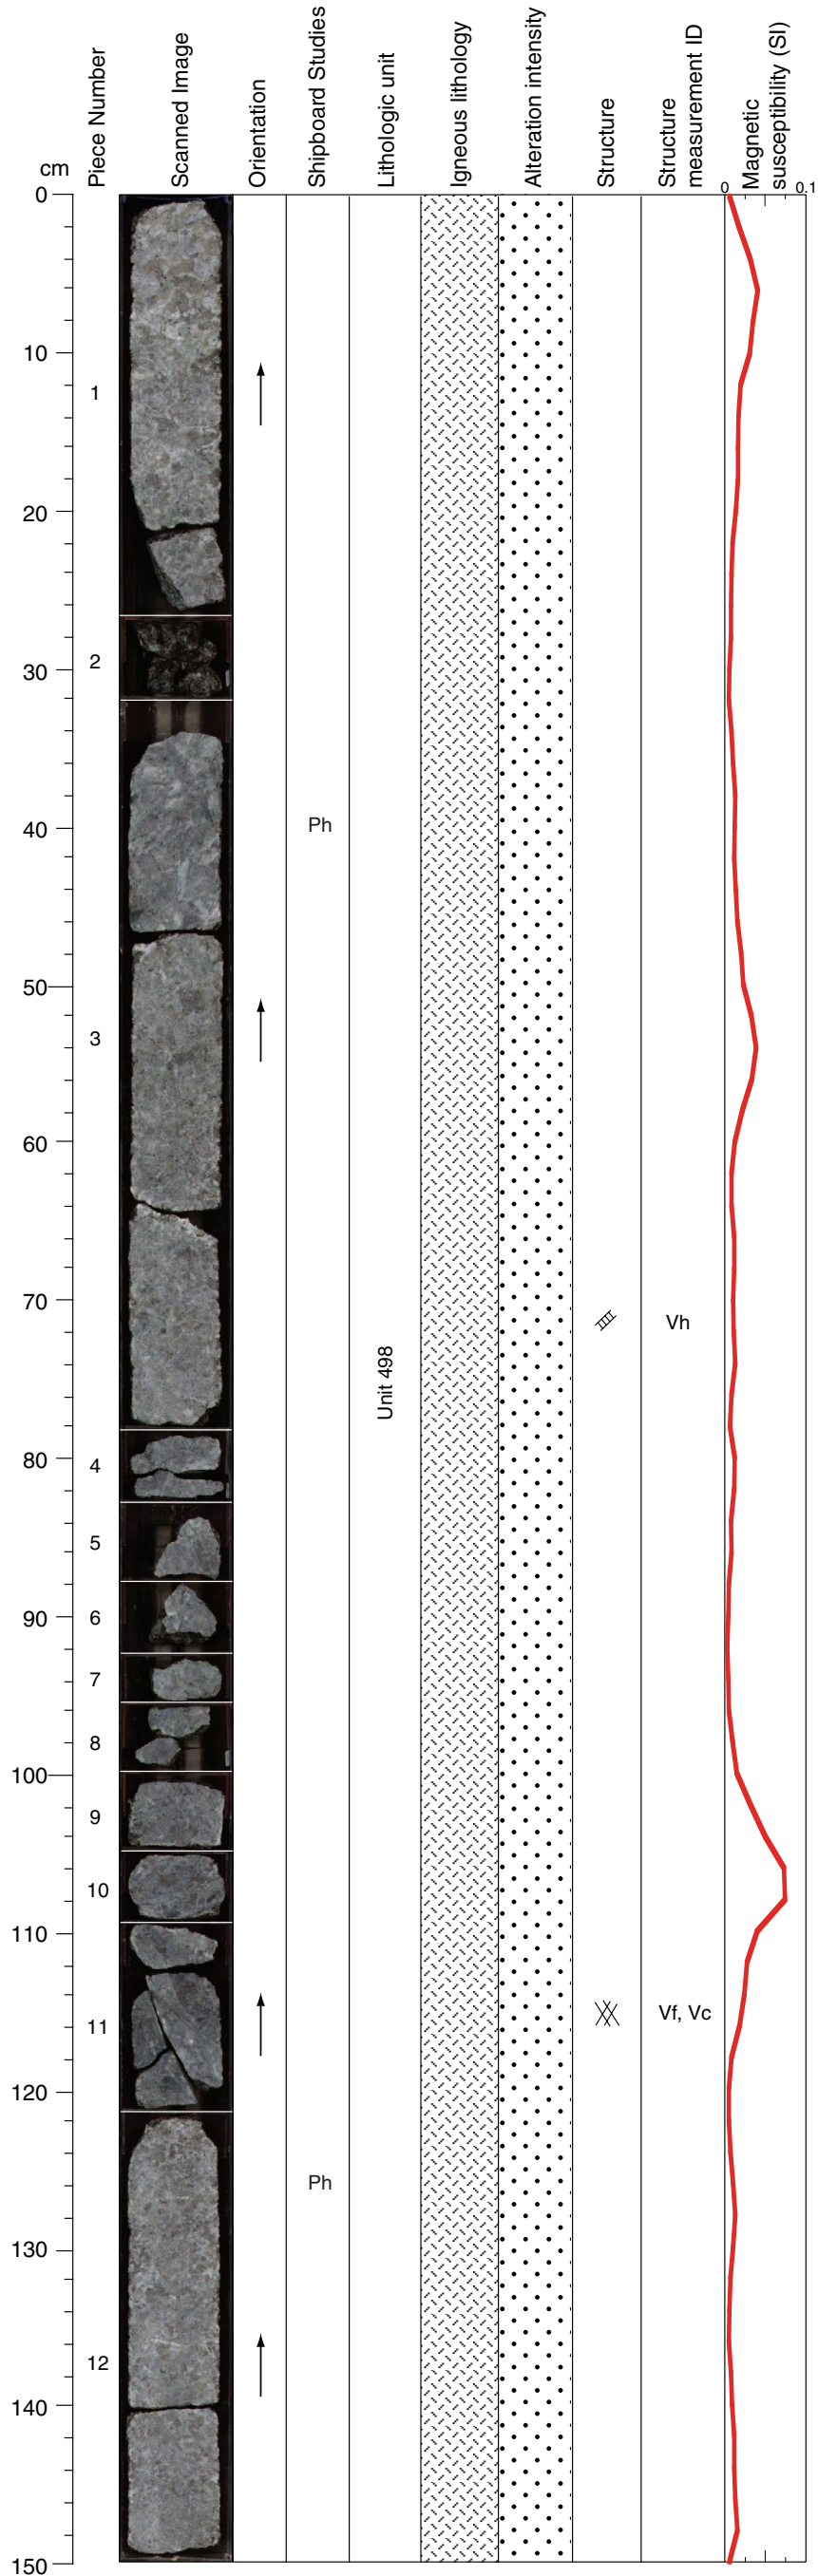 cm
Piece Number
Scanned Image
Orientation
Shipboard Studies
Lithologic unit
Igneous lithology
Alteration intensity
Structure
Structure
measurement ID
Magnetic
susceptibility (SI)
0
0.1
0
10
1
20
2
30
Ph
40
50
3
60
70
Vh
Unit 498
4
80
5
6
90
7
8
100
9
10
110
11
Vf, Vc
120
Ph
130
12
140
150